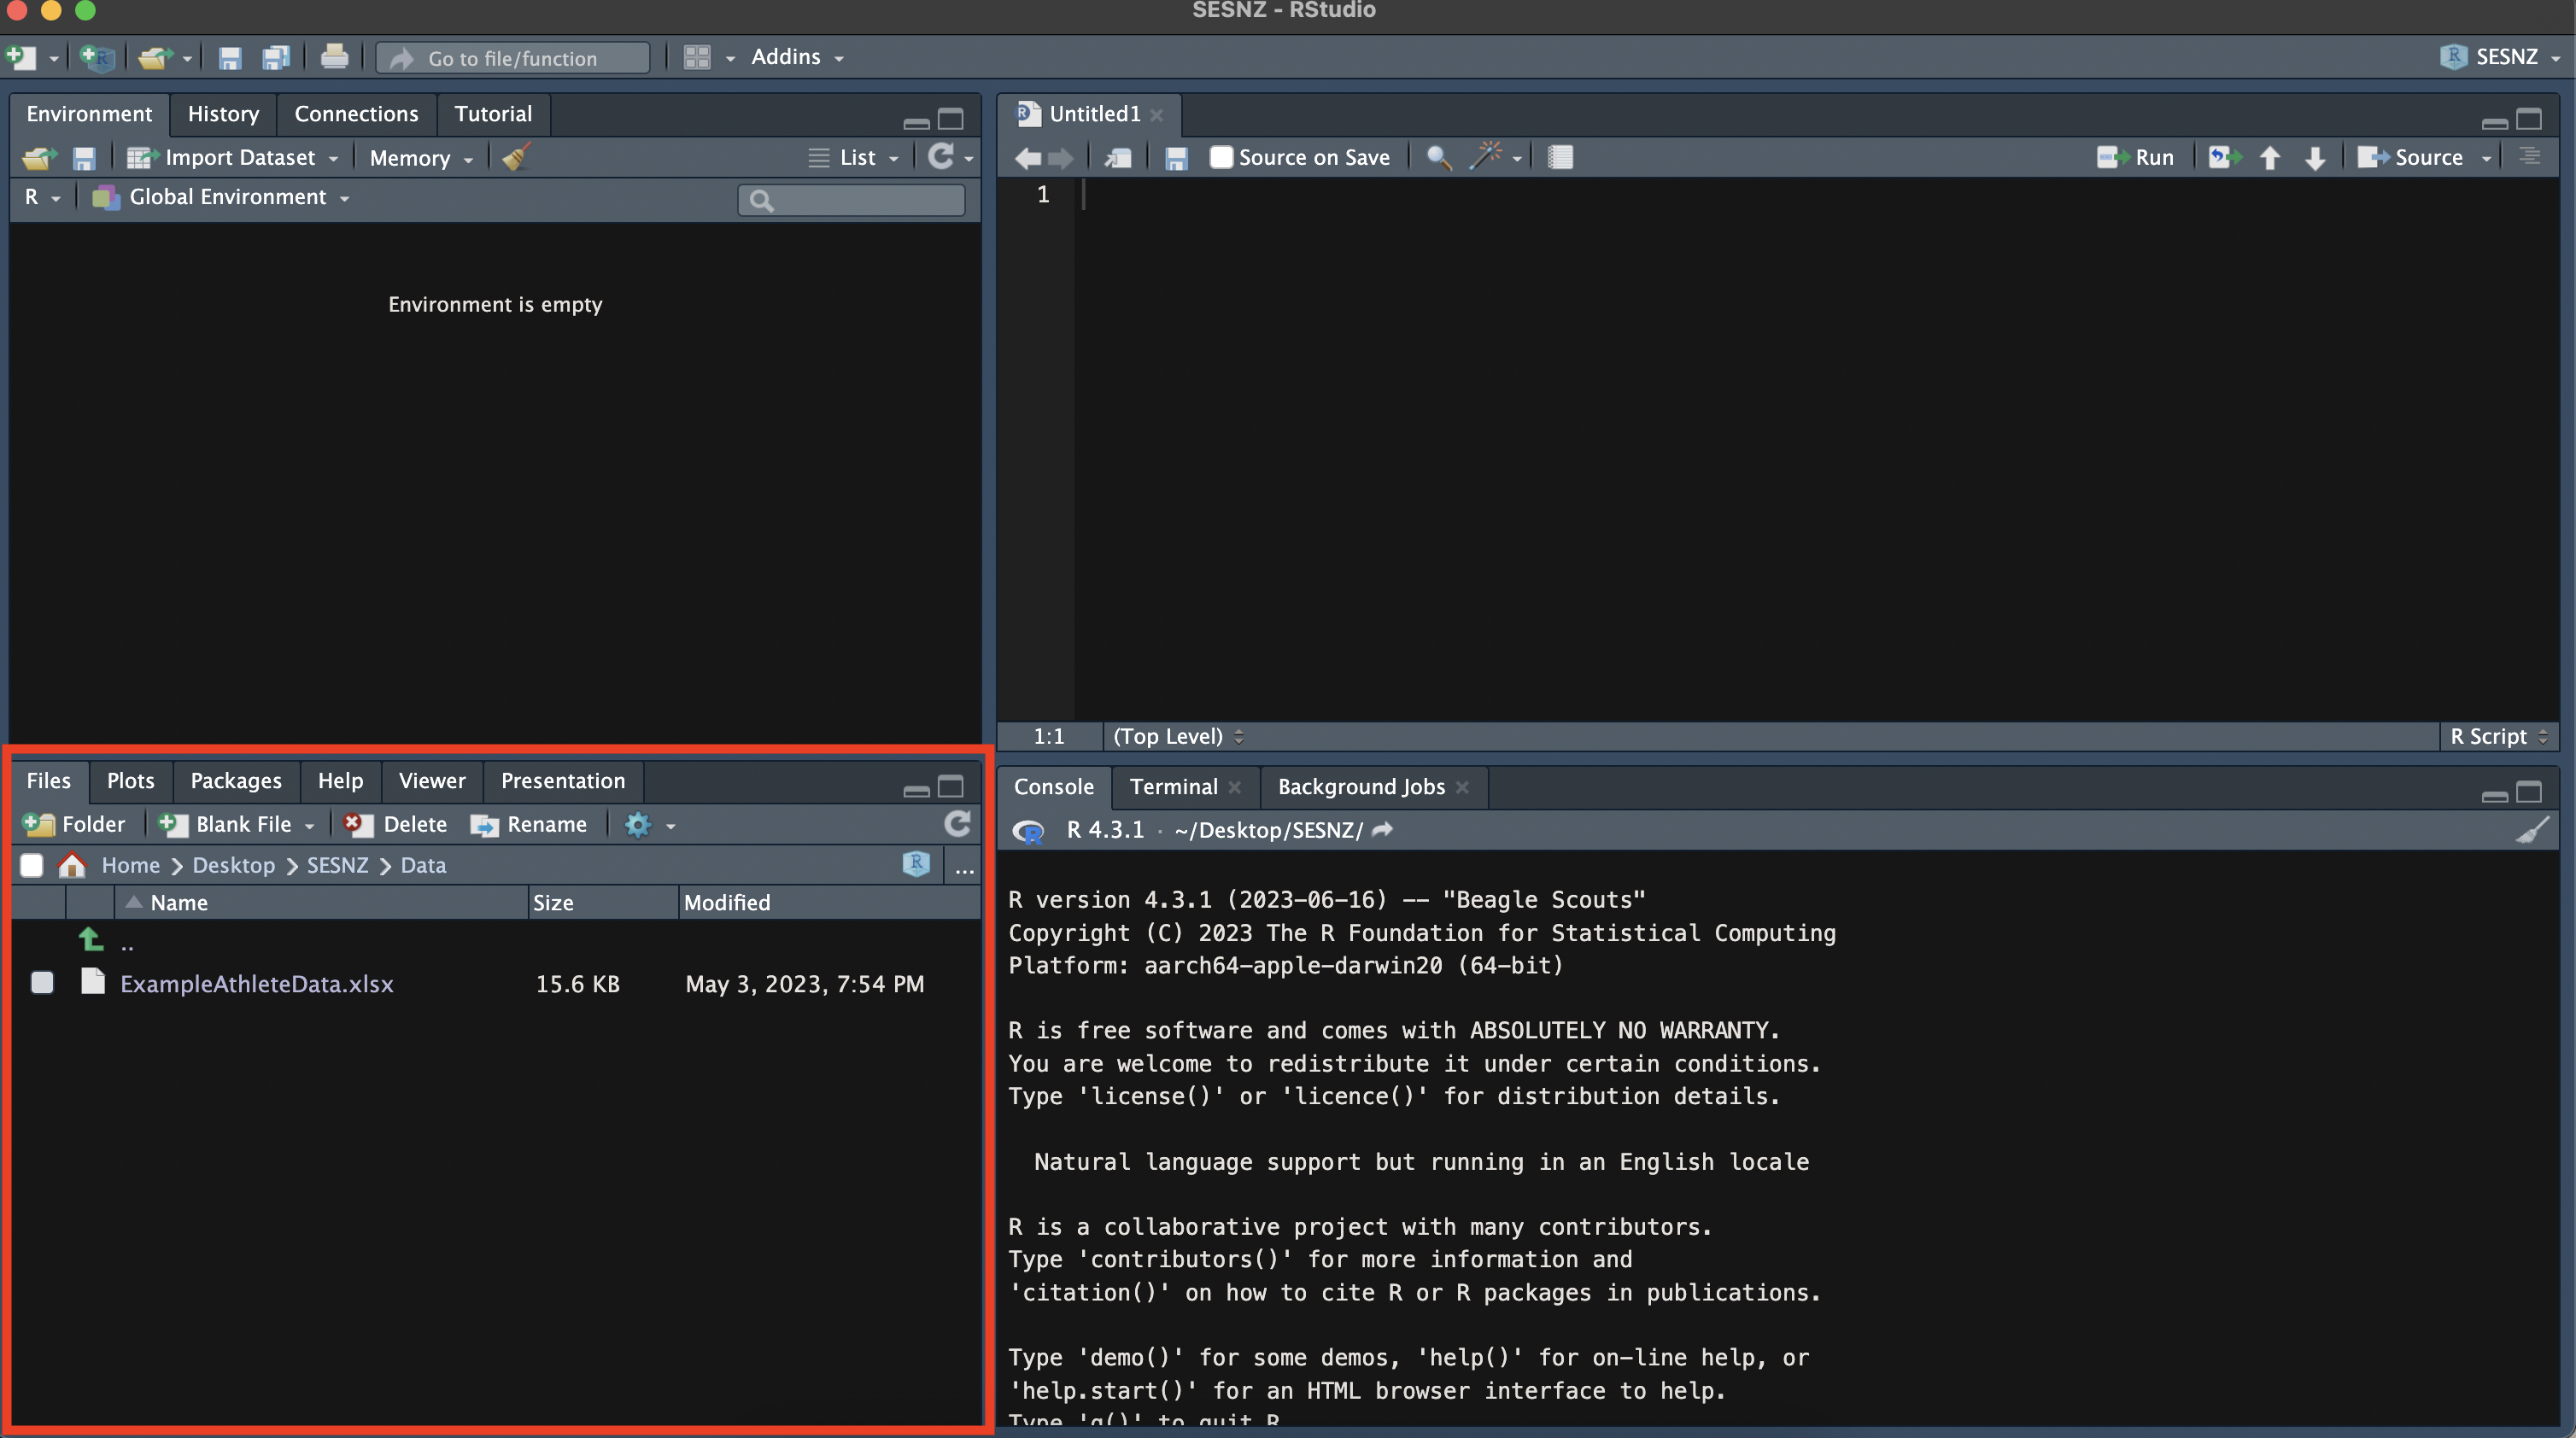 SESNZ - RStudio
Go to file/function
Addins
SESNZ
Environment History Connections Tutorial
Import Dataset Memory List
R Global Environment
Environment is empty
Untitled1
Source on Save Run Source
1
1:1 (Top Level) R Script
Files Plots Packages Help Viewer Presentation
Folder Blank File Delete Rename
Home Desktop SESNZ Data ...
Name Size Modified
..
ExampleAthleteData.xlsx 15.6 KB May 3, 2023, 7:54 PM
Console Terminal Background Jobs
R 4.3.1 · ~/Desktop/SESNZ/
R version 4.3.1 (2023-06-16) -- "Beagle Scouts"
Copyright (C) 2023 The R Foundation for Statistical Computing
Platform: aarch64-apple-darwin20 (64-bit)
R is free software and comes with ABSOLUTELY NO WARRANTY.
You are welcome to redistribute it under certain conditions.
Type 'license()' or 'licence()' for distribution details.
Natural language support but running in an English locale
R is a collaborative project with many contributors.
Type 'contributors()' for more information and
'citation()' on how to cite R or R packages in publications.
Type 'demo()' for some demos, 'help()' for on-line help, or
'help.start()' for an HTML browser interface to help.
Type 'q()' to quit R